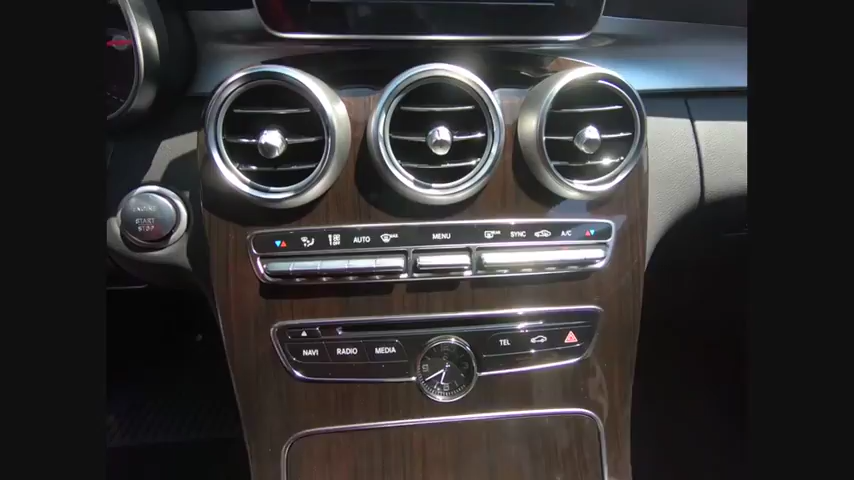 ENGINE
START
STOP
AUTO
MENU
SYNC
A/C
NAVI
RADIO
MEDIA
TEL